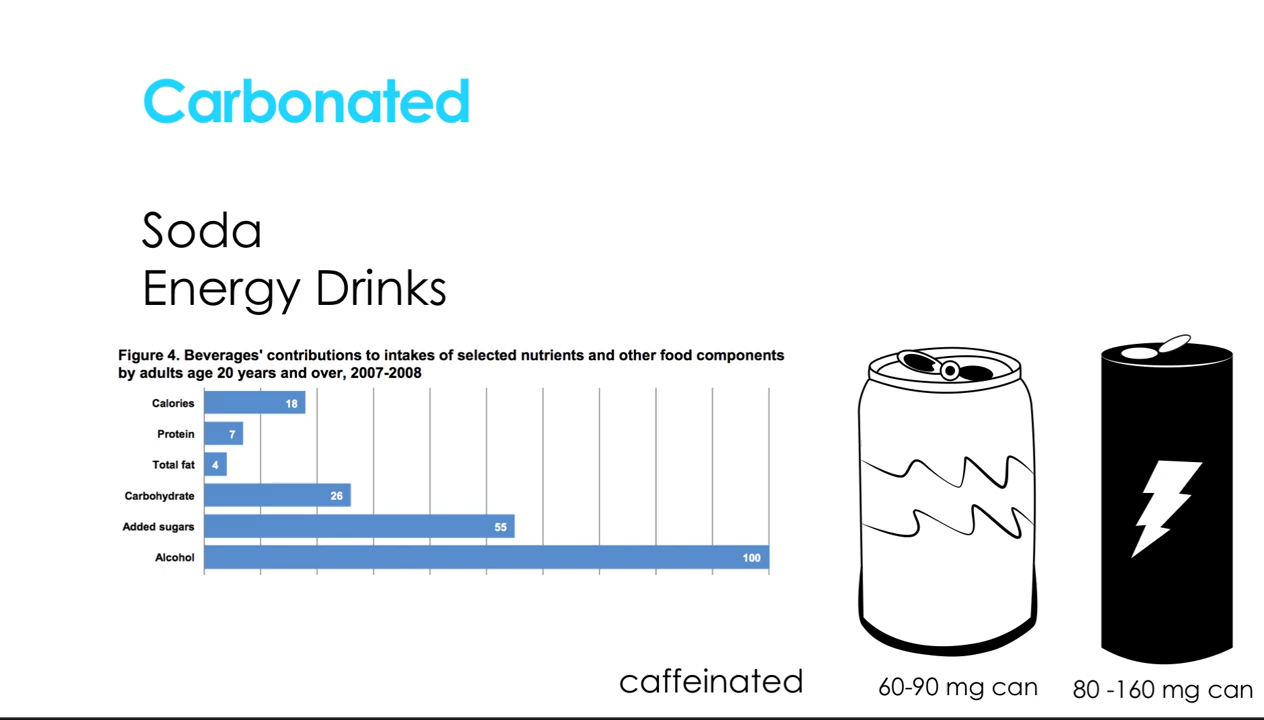 Carbonated
Soda
Energy Drinks
Figure 4. Beverages' contributions to intakes of selected nutrients and other food components
by adults age 20 years and over, 2007-2008
Calories 18
Protein 7
Total fat 4
Carbohydrate 26
Added sugars 55
Alcohol 100
caffeinated 60-90 mg can 80 -160 mg can